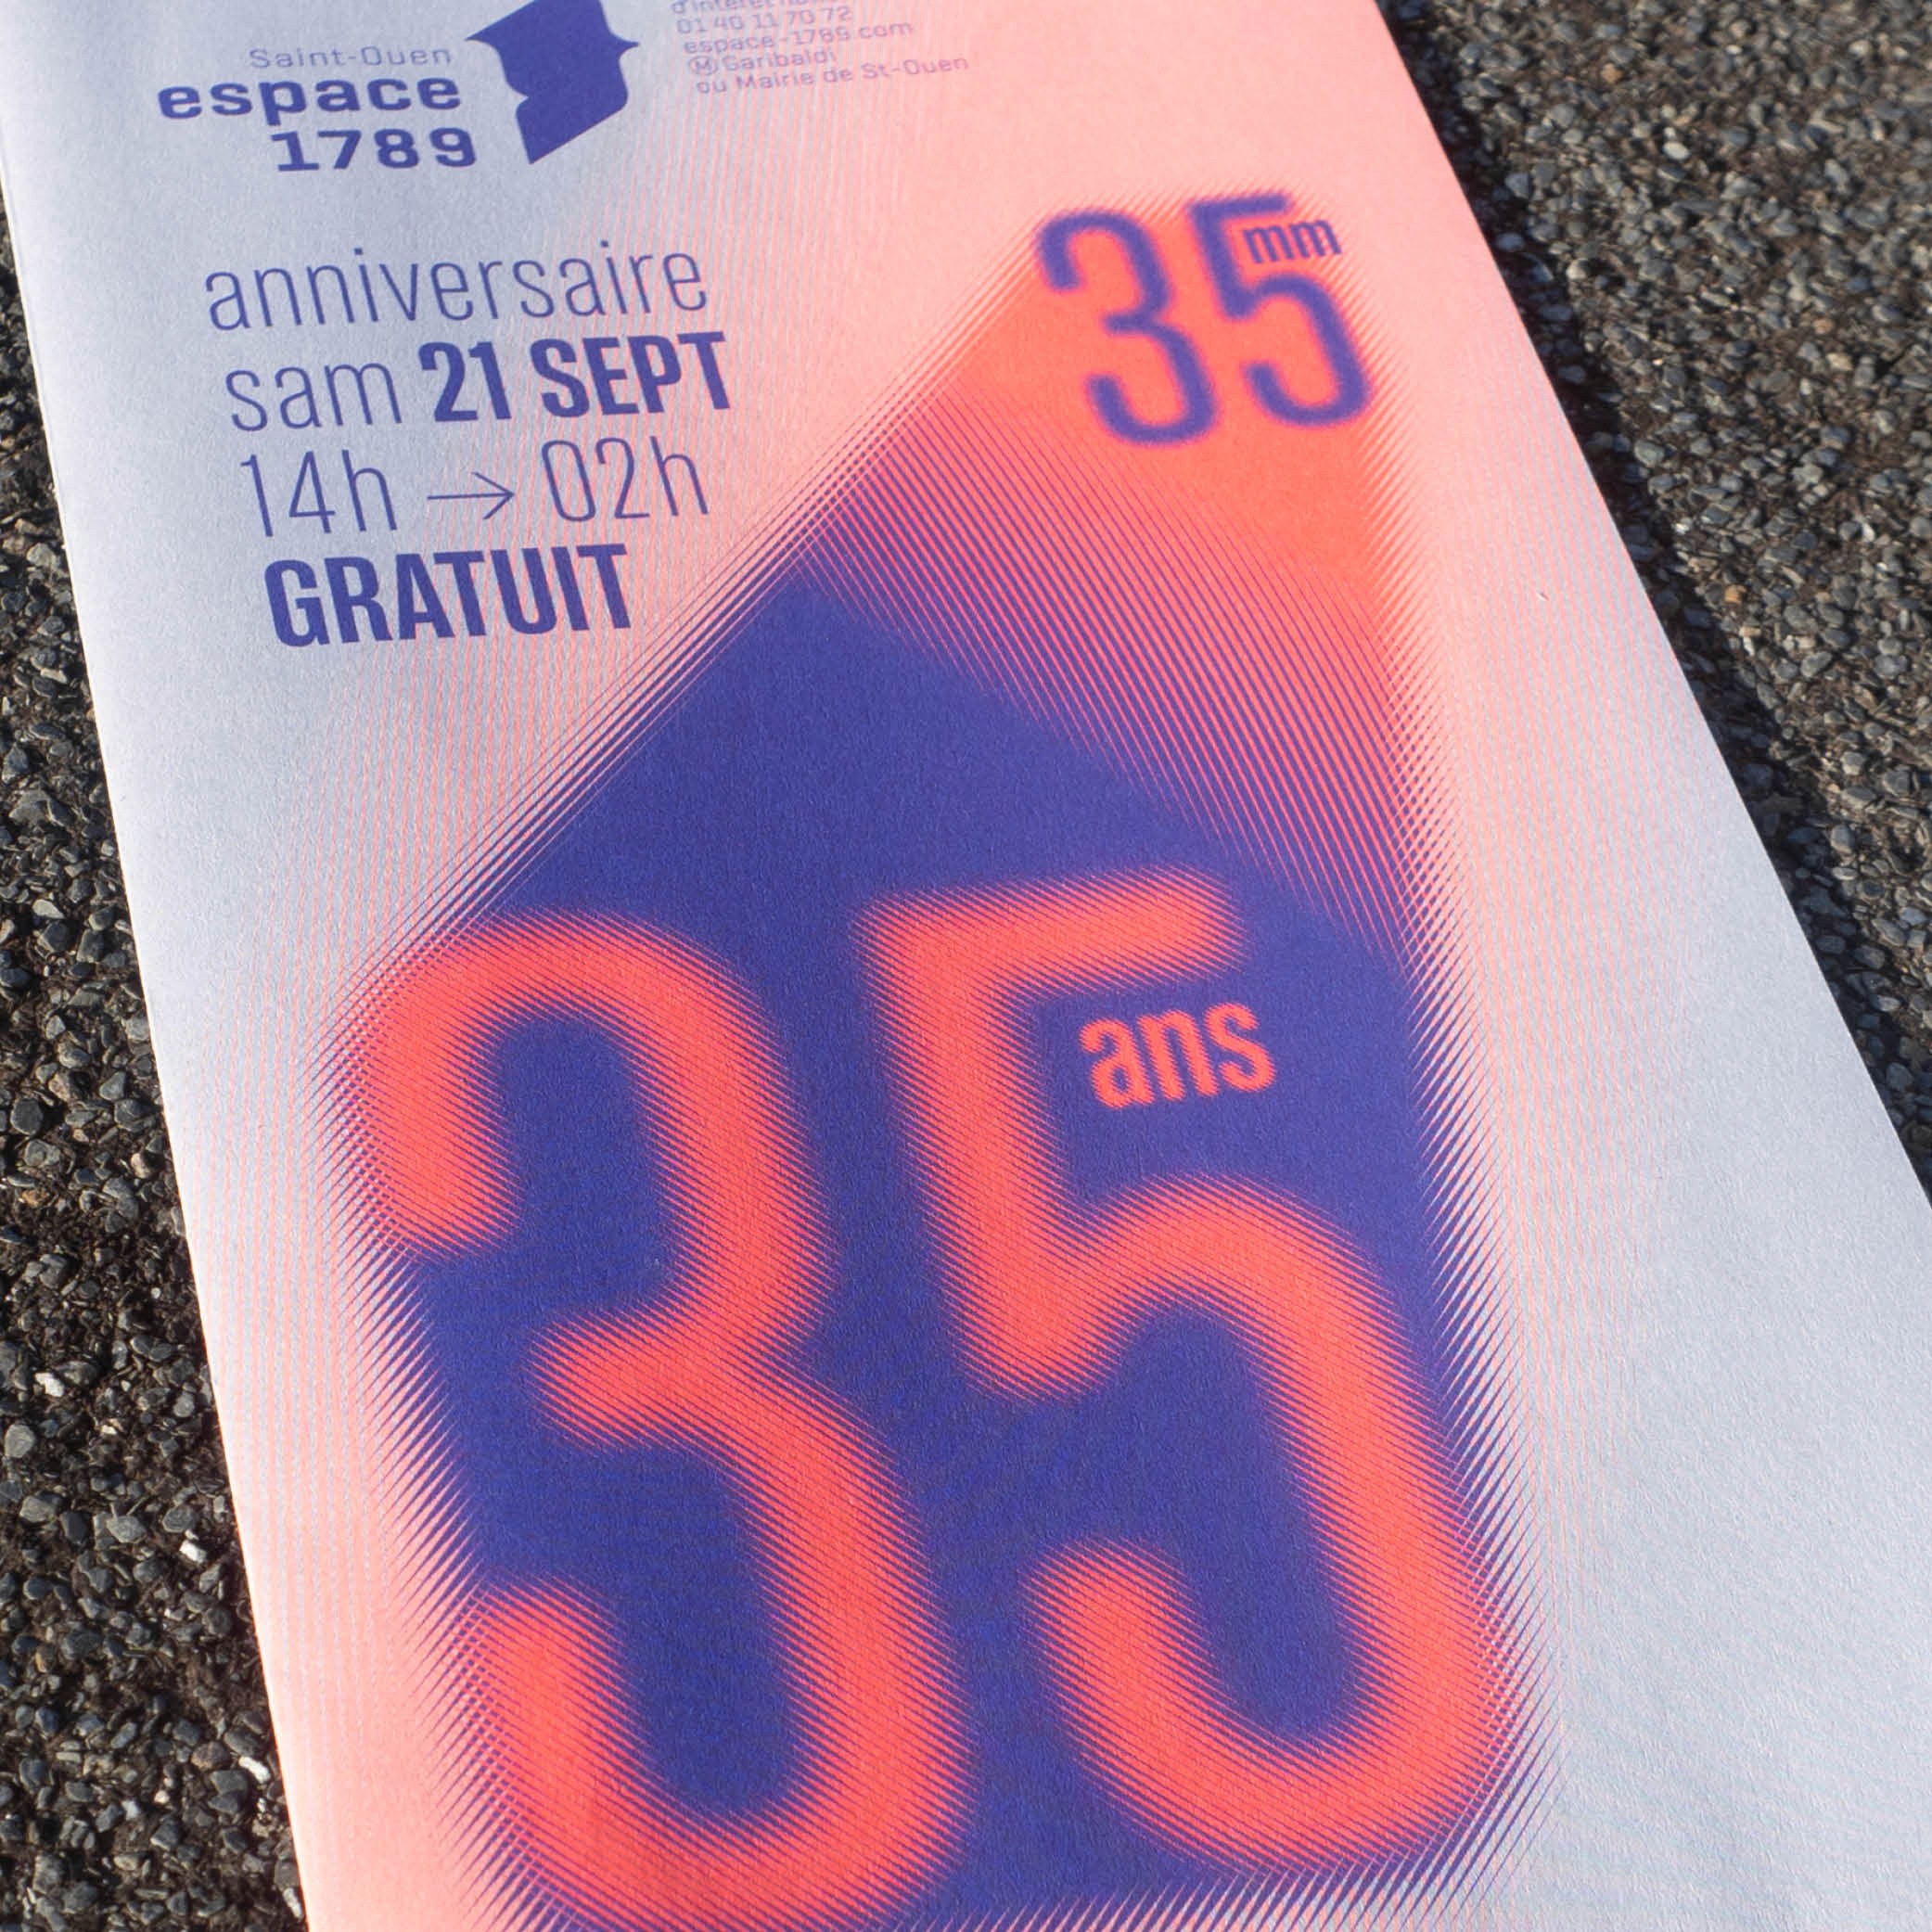 Saint-Ouen
espace
1789
01 40 11 70 72
espace-1789.com
Ⓜ Garibaldi
ou Mairie de St-Ouen
anniversaire
sam 21 SEPT
14h → 02h
GRATUIT
35mm
35
ans